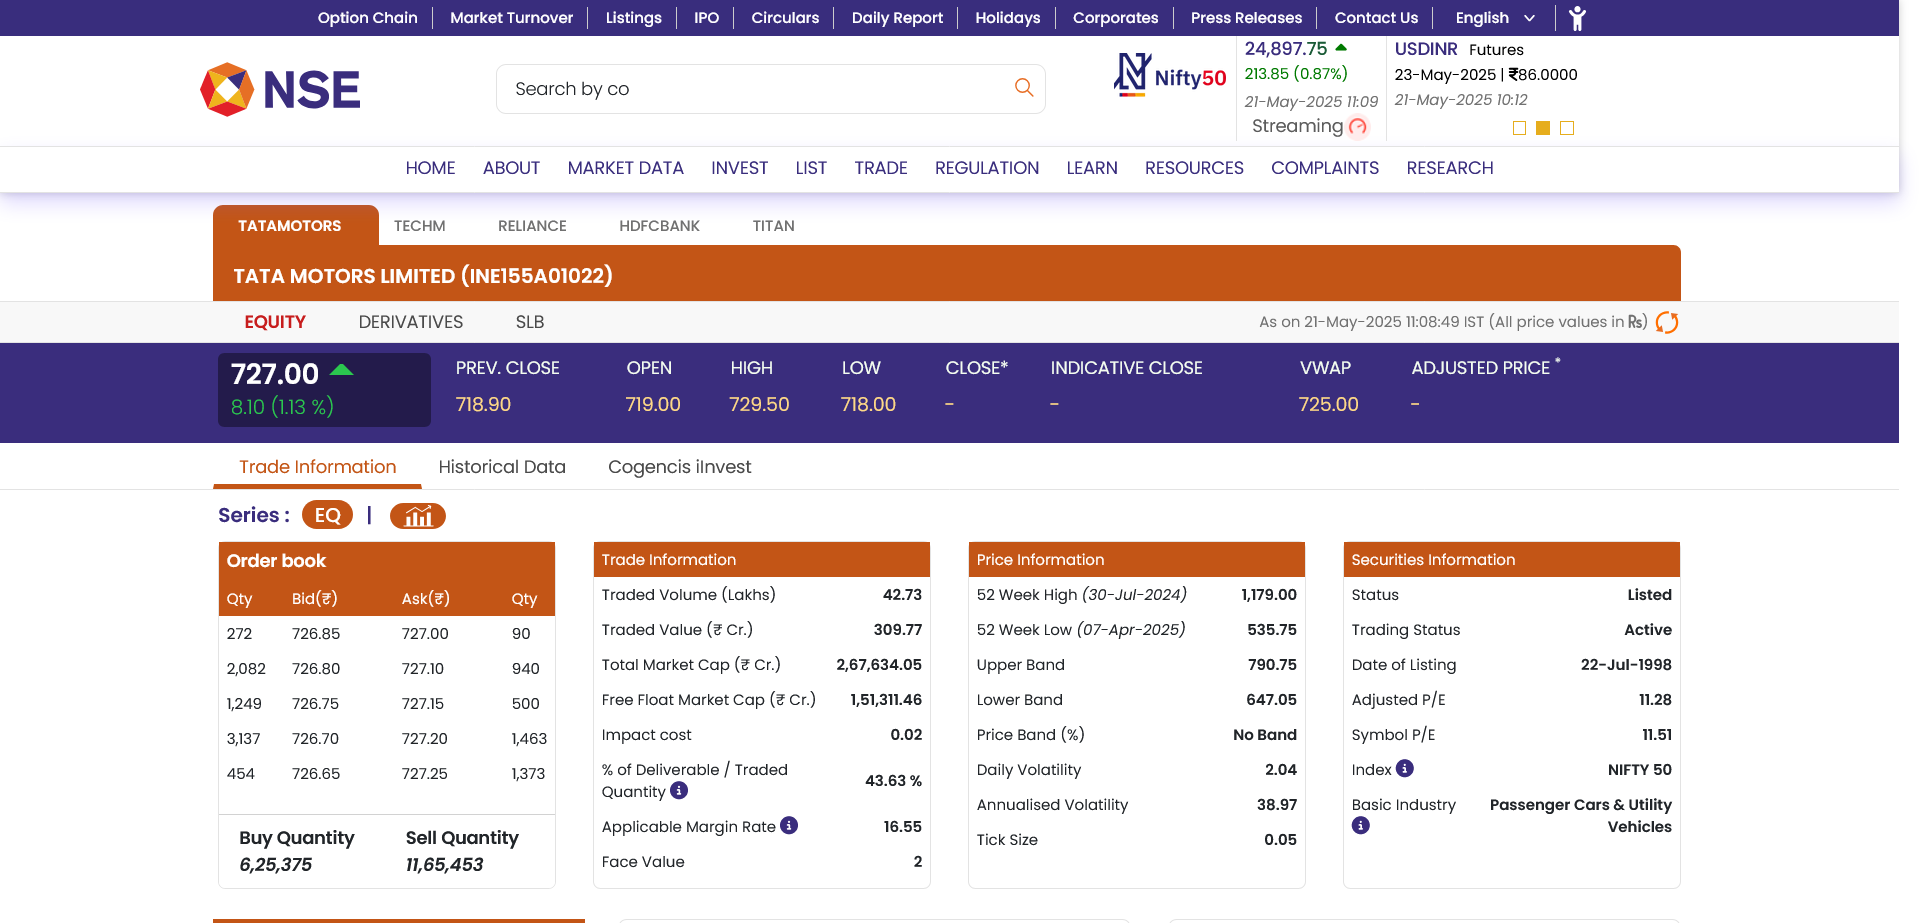 Option Chain | Market Turnover | Listings | IPO | Circulars | Daily Report | Holidays | Corporates | Press Releases | Contact Us | English
NSE
Search by co
Nifty50
24,897.75
213.85 (0.87%)
21-May-2025 11:09
Streaming
USDINR Futures
23-May-2025 | ₹86.0000
21-May-2025 10:12
HOME ABOUT MARKET DATA INVEST LIST TRADE REGULATION LEARN RESOURCES COMPLAINTS RESEARCH
TATAMOTORS TECHM RELIANCE HDFCBANK TITAN
TATA MOTORS LIMITED (INE155A01022)
EQUITY DERIVATIVES SLB As on 21-May-2025 11:08:49 IST (All price values in ₨)
727.00
8.10 (1.13 %)
PREV. CLOSE OPEN HIGH LOW CLOSE* INDICATIVE CLOSE VWAP ADJUSTED PRICE *
718.90 719.00 729.50 718.00 - - 725.00 -
Trade Information Historical Data Cogencis iInvest
Series : EQ |
Order book
Qty Bid(₹) Ask(₹) Qty
272 726.85 727.00 90
2,082 726.80 727.10 940
1,249 726.75 727.15 500
3,137 726.70 727.20 1,463
454 726.65 727.25 1,373
Buy Quantity Sell Quantity
6,25,375 11,65,453
Trade Information
Traded Volume (Lakhs) 42.73
Traded Value (₹ Cr.) 309.77
Total Market Cap (₹ Cr.) 2,67,634.05
Free Float Market Cap (₹ Cr.) 1,51,311.46
Impact cost 0.02
% of Deliverable / Traded
Quantity i 43.63 %
Applicable Margin Rate i 16.55
Face Value 2
Price Information
52 Week High (30-Jul-2024) 1,179.00
52 Week Low (07-Apr-2025) 535.75
Upper Band 790.75
Lower Band 647.05
Price Band (%) No Band
Daily Volatility 2.04
Annualised Volatility 38.97
Tick Size 0.05
Securities Information
Status Listed
Trading Status Active
Date of Listing 22-Jul-1998
Adjusted P/E 11.28
Symbol P/E 11.51
Index i NIFTY 50
Basic Industry i Passenger Cars & Utility
Vehicles